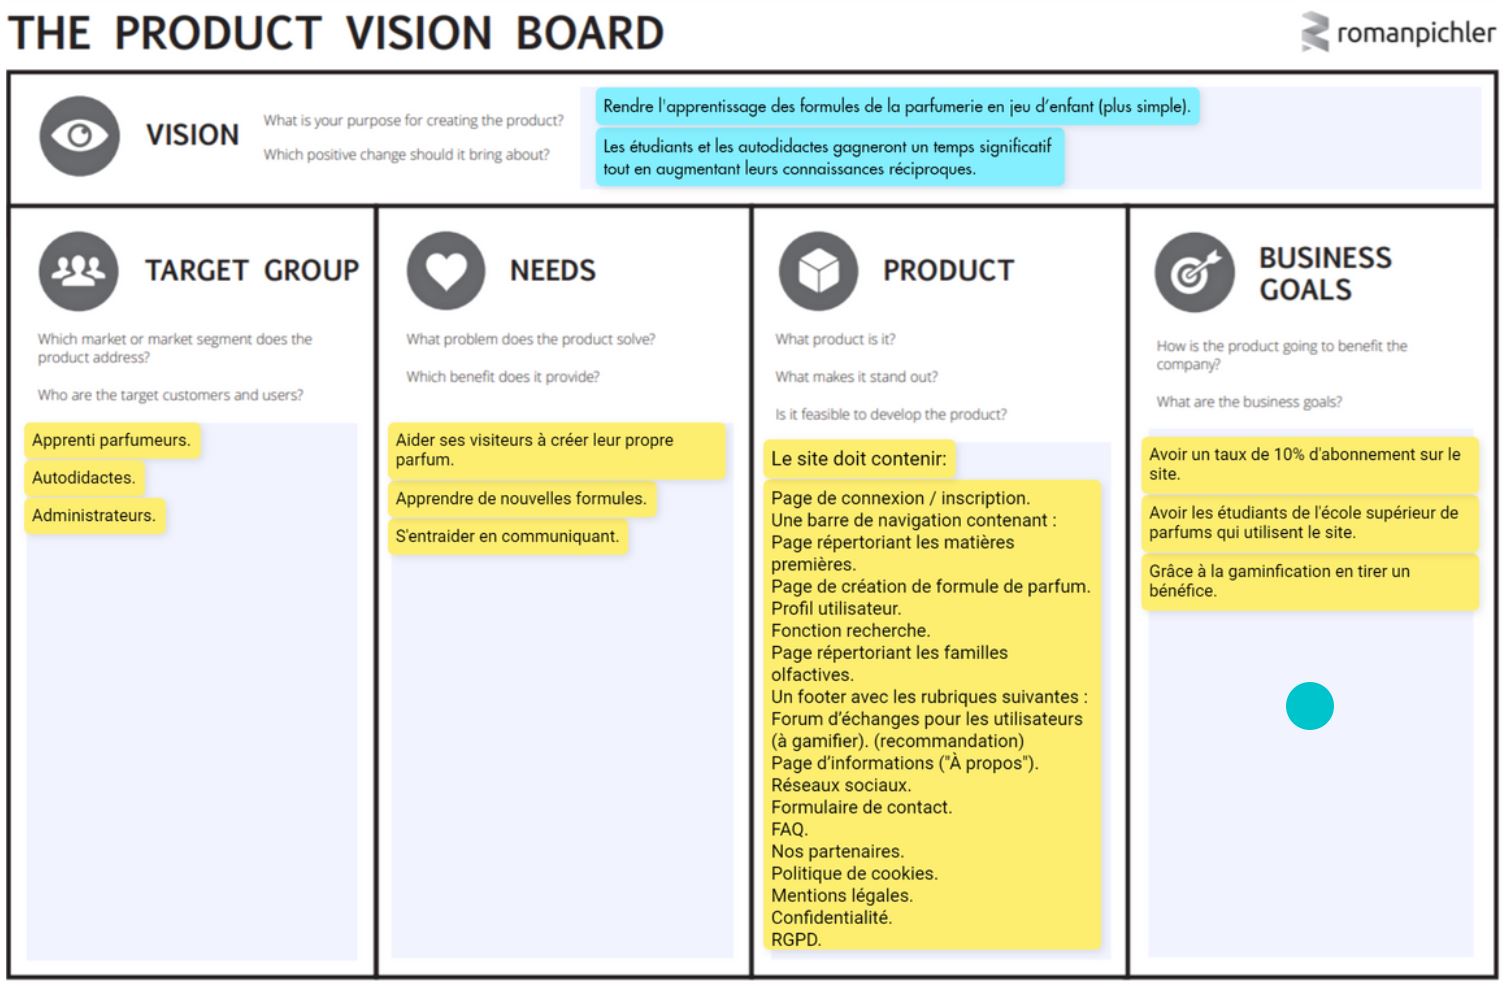 THE PRODUCT VISION BOARD
romanpichler
VISION
What is your purpose for creating the product?
Which positive change should it bring about?
Rendre l'apprentissage des formules de la parfumerie en jeu d’enfant (plus simple).
Les étudiants et les autodidactes gagneront un temps significatif
tout en augmentant leurs connaissances réciproques.
TARGET GROUP
Which market or market segment does the
product address?
Who are the target customers and users?
Apprenti parfumeurs.
Autodidactes.
Administrateurs.
NEEDS
What problem does the product solve?
Which benefit does it provide?
Aider ses visiteurs à créer leur propre
parfum.
Apprendre de nouvelles formules.
S'entraider en communiquant.
PRODUCT
What product is it?
What makes it stand out?
Is it feasible to develop the product?
Le site doit contenir:
Page de connexion / inscription.
Une barre de navigation contenant :
Page répertoriant les matières
premières.
Page de création de formule de parfum.
Profil utilisateur.
Fonction recherche.
Page répertoriant les familles
olfactives.
Un footer avec les rubriques suivantes :
Forum d’échanges pour les utilisateurs
(à gamifier). (recommandation)
Page d’informations ("À propos").
Réseaux sociaux.
Formulaire de contact.
FAQ.
Nos partenaires.
Politique de cookies.
Mentions légales.
Confidentialité.
RGPD.
BUSINESS
GOALS
How is the product going to benefit the
company?
What are the business goals?
Avoir un taux de 10% d'abonnement sur le
site.
Avoir les étudiants de l'école supérieur de
parfums qui utilisent le site.
Grâce à la gaminfication en tirer un
bénéfice.